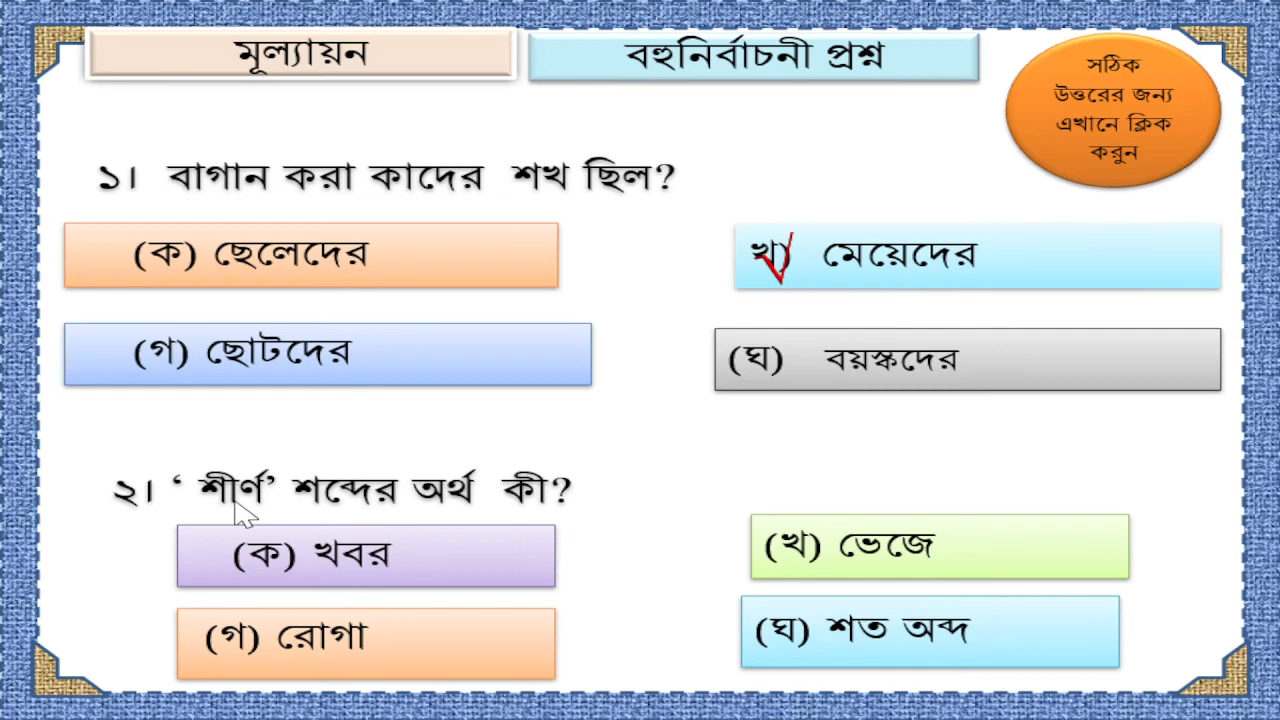 মূল্যায়ন
বহুনির্বাচনী প্রশ্ন
সঠিক
উত্তরের জন্য
এখানে ক্লিক
করুন
১। বাগান করা কাদের শখ ছিল?
(ক) ছেলেদের
খ) মেয়েদের
(গ) ছোটদের
(ঘ) বয়স্কদের
২। ‘ শীর্ণ’ শব্দের অর্থ কী?
(ক) খবর
(খ) ভেজে
(গ) রোগা
(ঘ) শত অব্দ